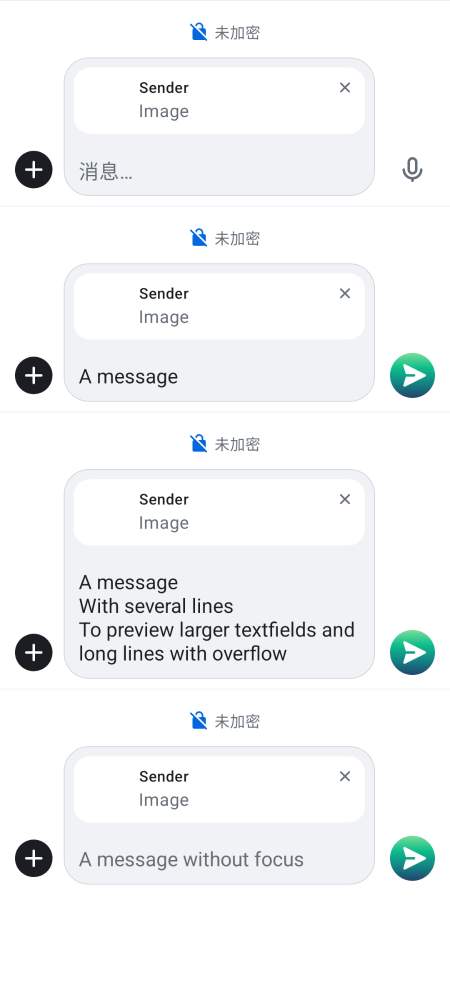 未加密
Sender
Image
消息…
未加密
Sender
Image
A message
未加密
Sender
Image
A message
With several lines
To preview larger textfields and
long lines with overflow
未加密
Sender
Image
A message without focus